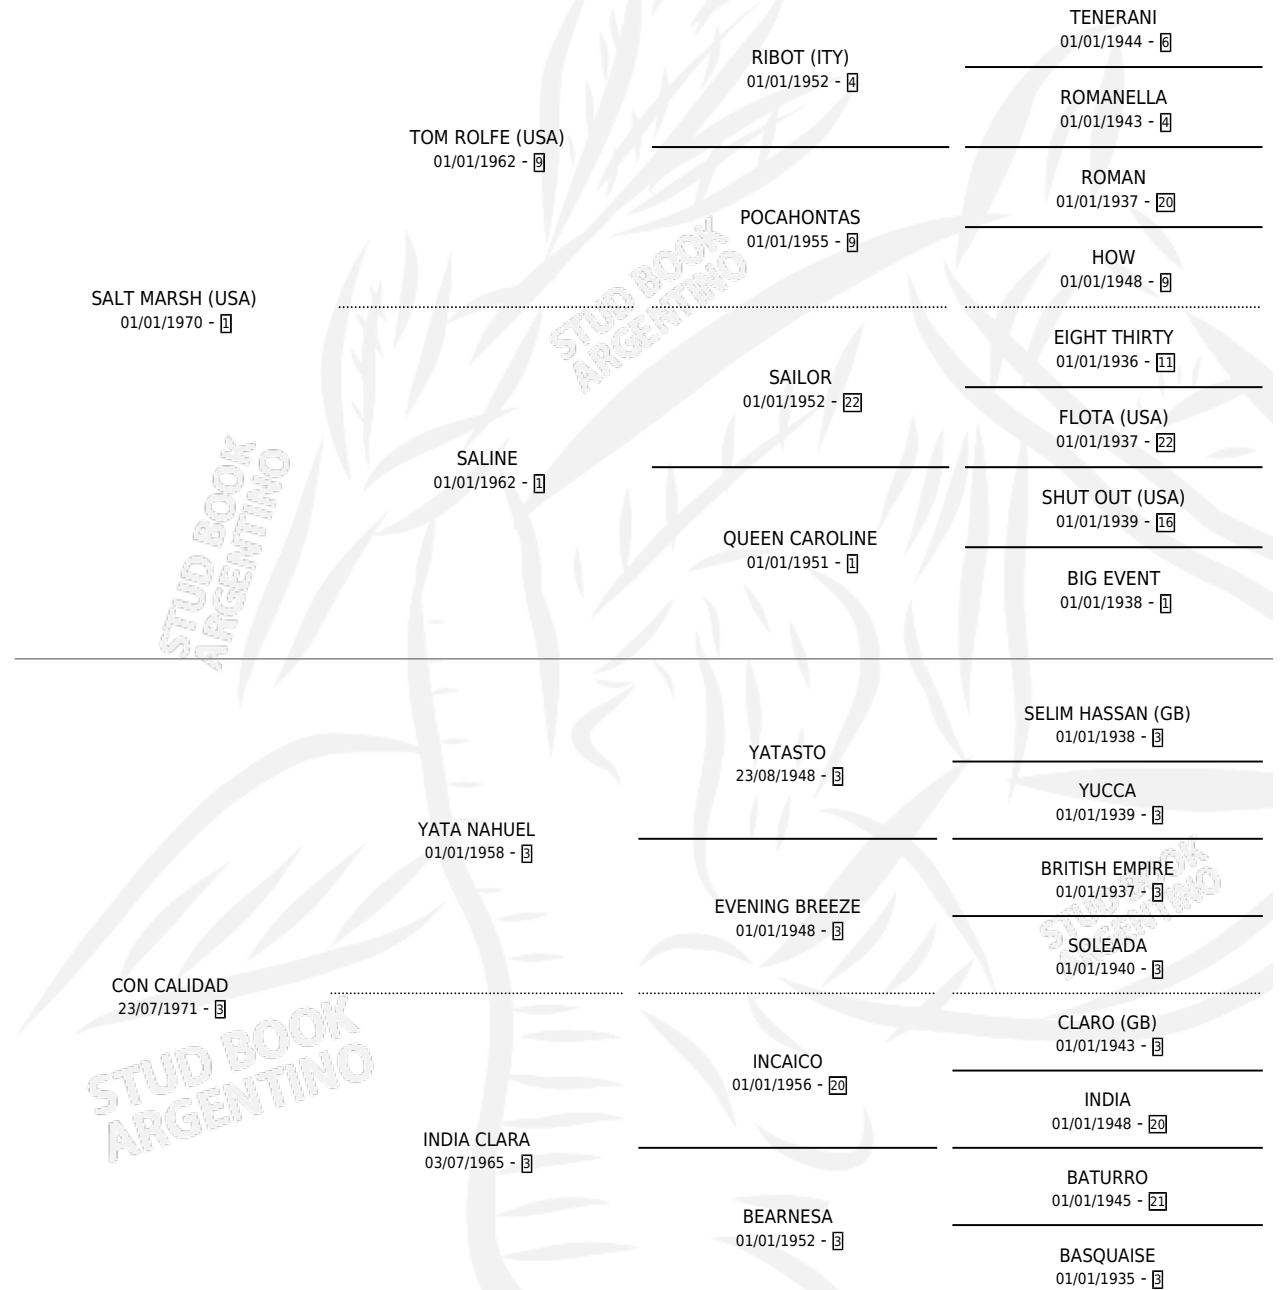 TENERANI
01/01/1944 - 6
RIBOT (ITY)
01/01/1952 - 4
ROMANELLA
01/01/1943 - 4
TOM ROLFE (USA)
01/01/1962 - 9
ROMAN
01/01/1937 - 20
POCAHONTAS
01/01/1955 - 9
HOW
01/01/1948 - 9
SALT MARSH (USA)
01/01/1970 - 1
EIGHT THIRTY
01/01/1936 - 11
SAILOR
01/01/1952 - 22
FLOTA (USA)
01/01/1937 - 22
SALINE
01/01/1962 - 1
SHUT OUT (USA)
01/01/1939 - 16
QUEEN CAROLINE
01/01/1951 - 1
BIG EVENT
01/01/1938 - 1
STUD BOOK
ARGENTINO
STUD BOOK
ARGENTINO
SELIM HASSAN (GB)
01/01/1938 - 3
YATASTO
23/08/1948 - 3
YUCCA
01/01/1939 - 3
YATA NAHUEL
01/01/1958 - 3
BRITISH EMPIRE
01/01/1937 - 3
EVENING BREEZE
01/01/1948 - 3
SOLEADA
01/01/1940 - 3
CON CALIDAD
23/07/1971 - 3
CLARO (GB)
01/01/1943 - 3
INCAICO
01/01/1956 - 20
INDIA
01/01/1948 - 20
INDIA CLARA
03/07/1965 - 3
BATURRO
01/01/1945 - 21
BEARNESA
01/01/1952 - 3
BASQUAISE
01/01/1935 - 3
STUD BOOK
ARGENTINO
STUD BOOK
ARGENTINO